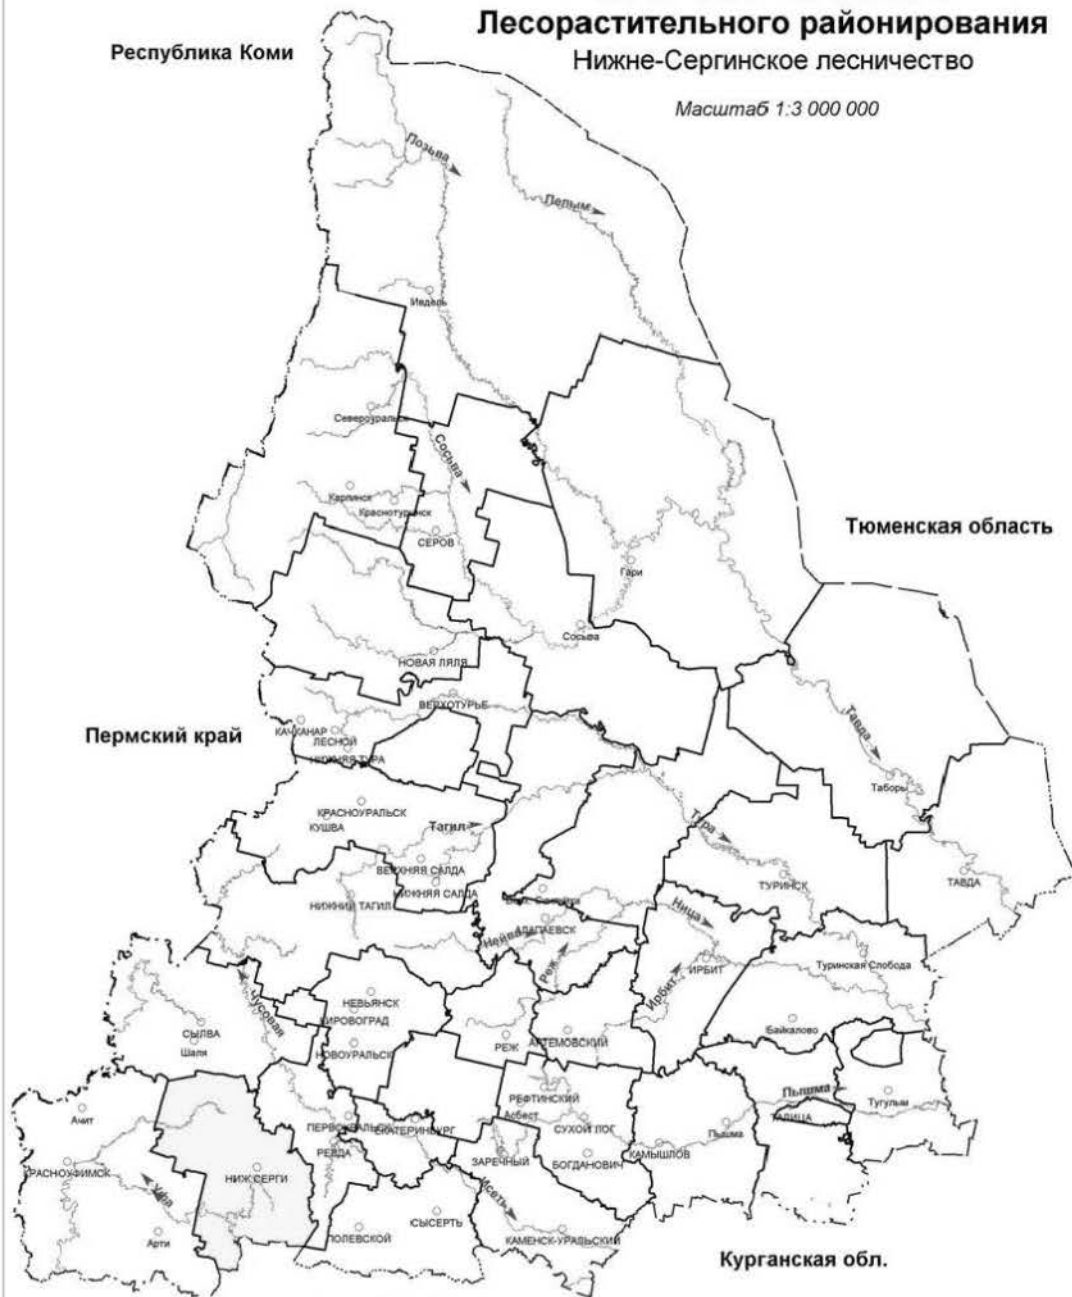 Лесорастительного районирования
Республика Коми
Нижне-Сергинское лесничество
Масштаб 1:3 000 000
Лозьва
Пелым
Ивдель
Североуральск
Сосьва
Карпинск
Краснотурьинск
СЕРОВ
Тюменская область
Гари
Сосьва
НОВАЯ ЛЯЛЯ
ВЕРХОТУРЬЕ
Пермский край
КАЧКАНАР
ЛЕСНОЙ
НИЖНЯЯ ТУРА
Тавда
Таборы
КРАСНОУРАЛЬСК
КУШВА
Тагил
Тура
ВЕРХНЯЯ САЛДА
НИЖНЯЯ САЛДА
ТУРИНСК
ТАВДА
НИЖНИЙ ТАГИЛ
Ница
АЛАПАЕВСК
Нейва
Реж
ИРБИТ
Ирбит
Туринская Слобода
Чусовая
НЕВЬЯНСК
КИРОВОГРАД
СЫЛВА
Шаля
НОВОУРАЛЬСК
РЕЖ
АРТЕМОВСКИЙ
Байкалово
РЕФТИНСКИЙ
Асбест
Пышма
Тугулым
ТАЛИЦА
Ачит
ПЕРВОУРАЛЬСК
ЕКАТЕРИНБУРГ
СУХОЙ ЛОГ
Пышма
РЕВДА
ЗАРЕЧНЫЙ
БОГДАНОВИЧ
КАМЫШЛОВ
КРАСНОУФИМСК
НИЖ.СЕРГИ
Уфа
Исеть
СЫСЕРТЬ
ПОЛЕВСКОЙ
КАМЕНСК-УРАЛЬСКИЙ
Арти
Курганская обл.